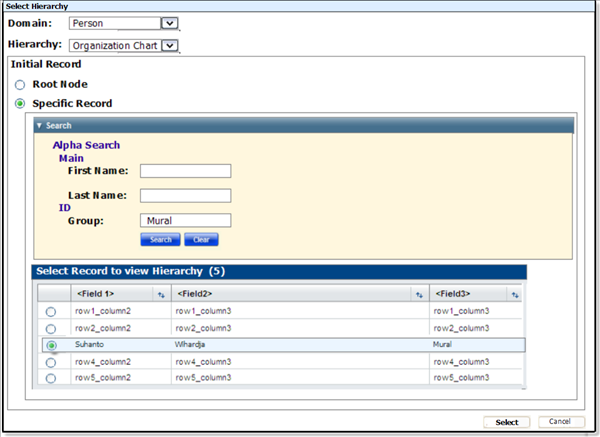 Select Hierarchy
Domain: Person
Hierarchy: Organization Chart
Initial Record
Root Node
Specific Record
Search
Alpha Search
Main
First Name:
Last Name:
ID
Group: Mural
Search Clear
Select Record to view Hierarchy (5)
<Field 1> <Field2> <Field3>
row1_column2 row1_column3 row1_column3
row2_column2 row2_column3 row2_column3
Suhanto Wihardja Mural
row4_column2 row4_column3 row4_column3
row5_column2 row5_column3 row5_column3
Select Cancel